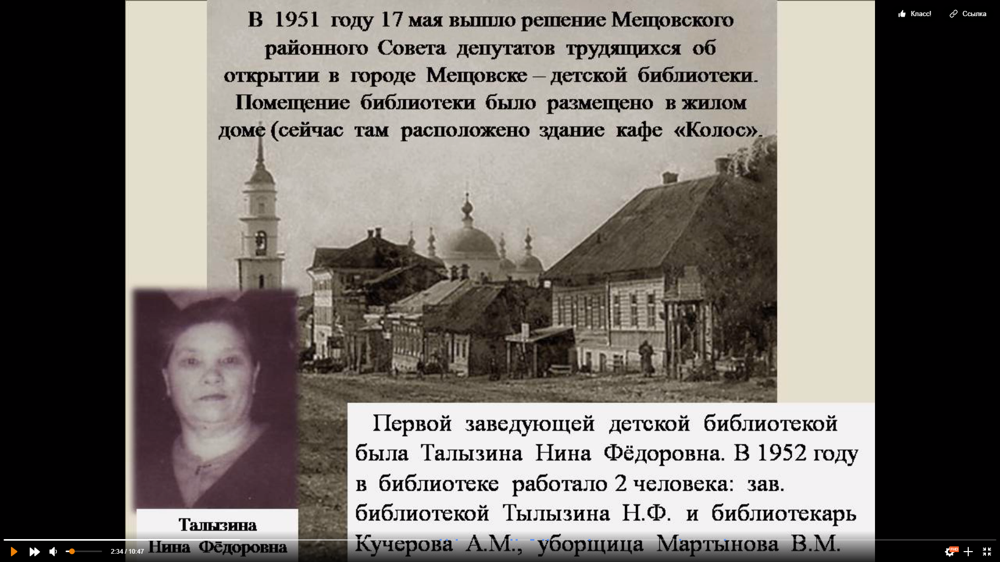 В 1951 году 17 мая вышло решение Мещовского
районного Совета депутатов трудящихся об
открытии в городе Мещовске – детской библиотеки.
Помещение библиотеки было размещено в жилом
доме (сейчас там расположено здание кафе «Колос».
Класс!
Ссылка
Первой заведующей детской библиотекой
была Талызина Нина Фёдоровна. В 1952 году
в библиотеке работало 2 человека: зав.
библиотекой Тылызина Н.Ф. и библиотекарь
Кучерова А.М., уборщица Мартынова В.М.
Талызина
Нина Фёдоровна
2:34 / 10:47
FHD